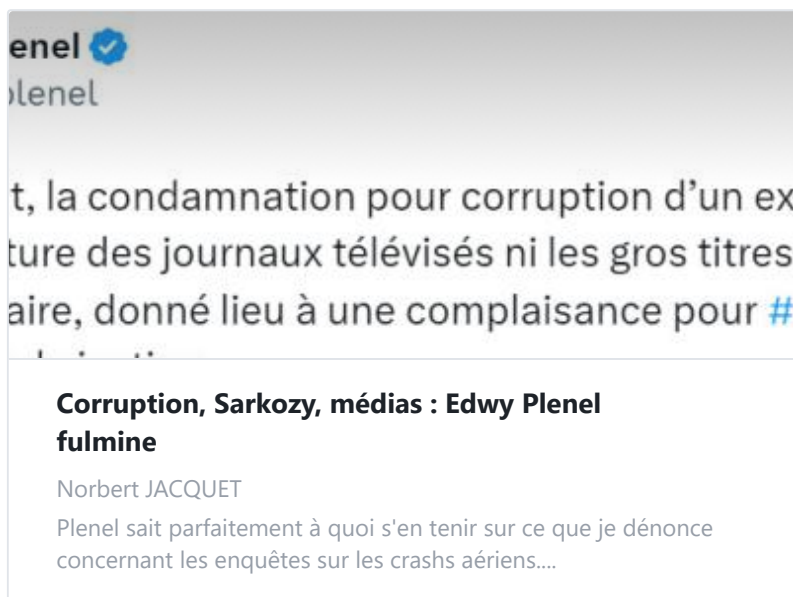 enel
plenel
t, la condamnation pour corruption d’un ex
ture des journaux télévisés ni les gros titres
aire, donné lieu à une complaisance pour #
Corruption, Sarkozy, médias : Edwy Plenel
fulmine
Norbert JACQUET
Plenel sait parfaitement à quoi s'en tenir sur ce que je dénonce
concernant les enquêtes sur les crashs aériens....